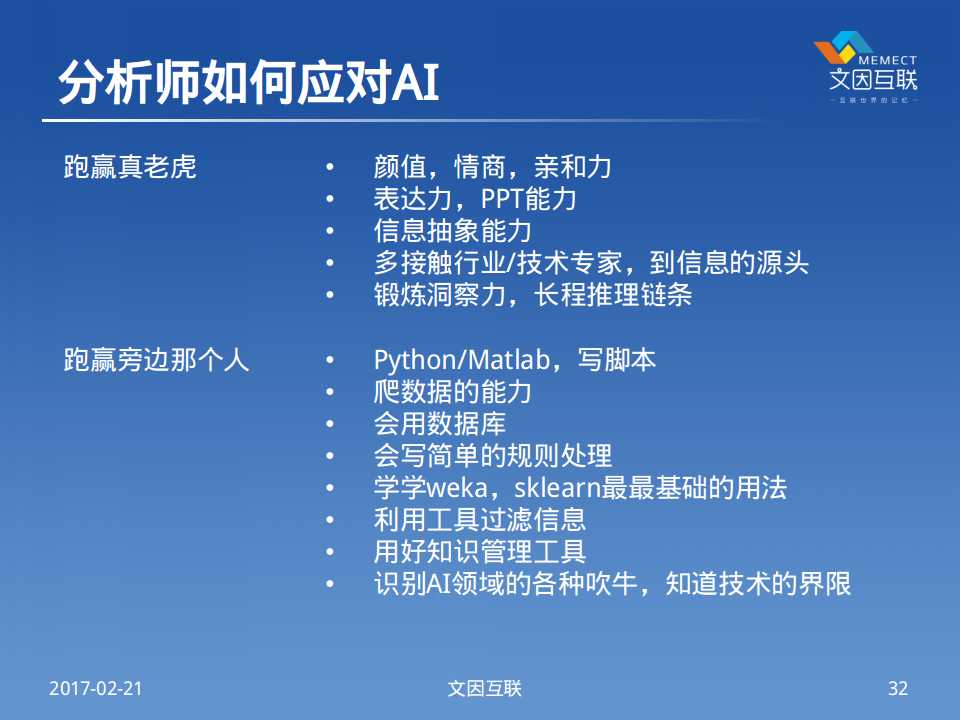 分析师如何应对AI
MEMECT
文因互联
互联世界的记忆
跑赢真老虎
• 颜值，情商，亲和力
• 表达力，PPT能力
• 信息抽象能力
• 多接触行业/技术专家，到信息的源头
• 锻炼洞察力，长程推理链条
跑赢旁边那个人
• Python/Matlab，写脚本
• 爬数据的能力
• 会用数据库
• 会写简单的规则处理
• 学学weka，sklearn最最基础的用法
• 利用工具过滤信息
• 用好知识管理工具
• 识别AI领域的各种吹牛，知道技术的界限
2017-02-21
文因互联
32